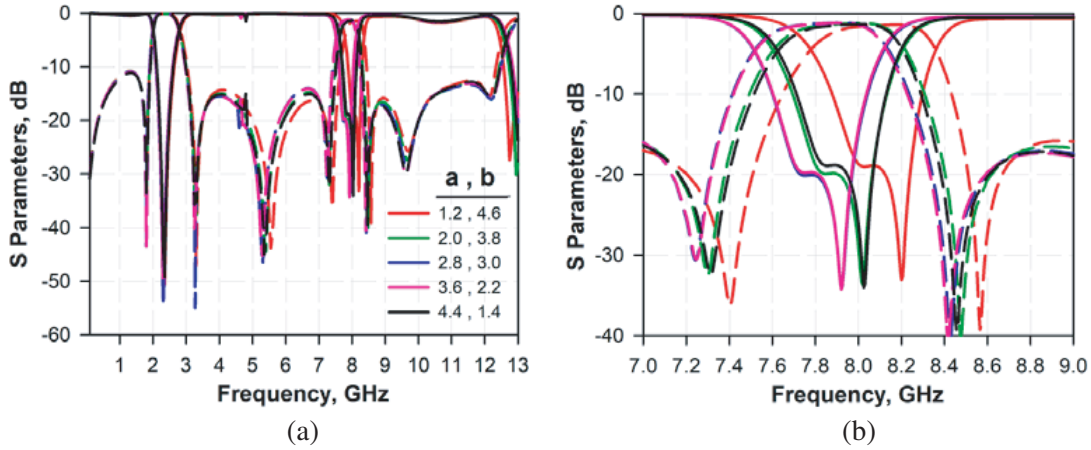 S Parameters, dB
0
-10
-20
-30
-40
-50
-60
1 2 3 4 5 6 7 8 9 10 11 12 13
Frequency, GHz
a , b
1.2 , 4.6
2.0 , 3.8
2.8 , 3.0
3.6 , 2.2
4.4 , 1.4
(a)
S Parameters, dB
0
-10
-20
-30
-40
7.0 7.2 7.4 7.6 7.8 8.0 8.2 8.4 8.6 8.8 9.0
Frequency, GHz
(b)